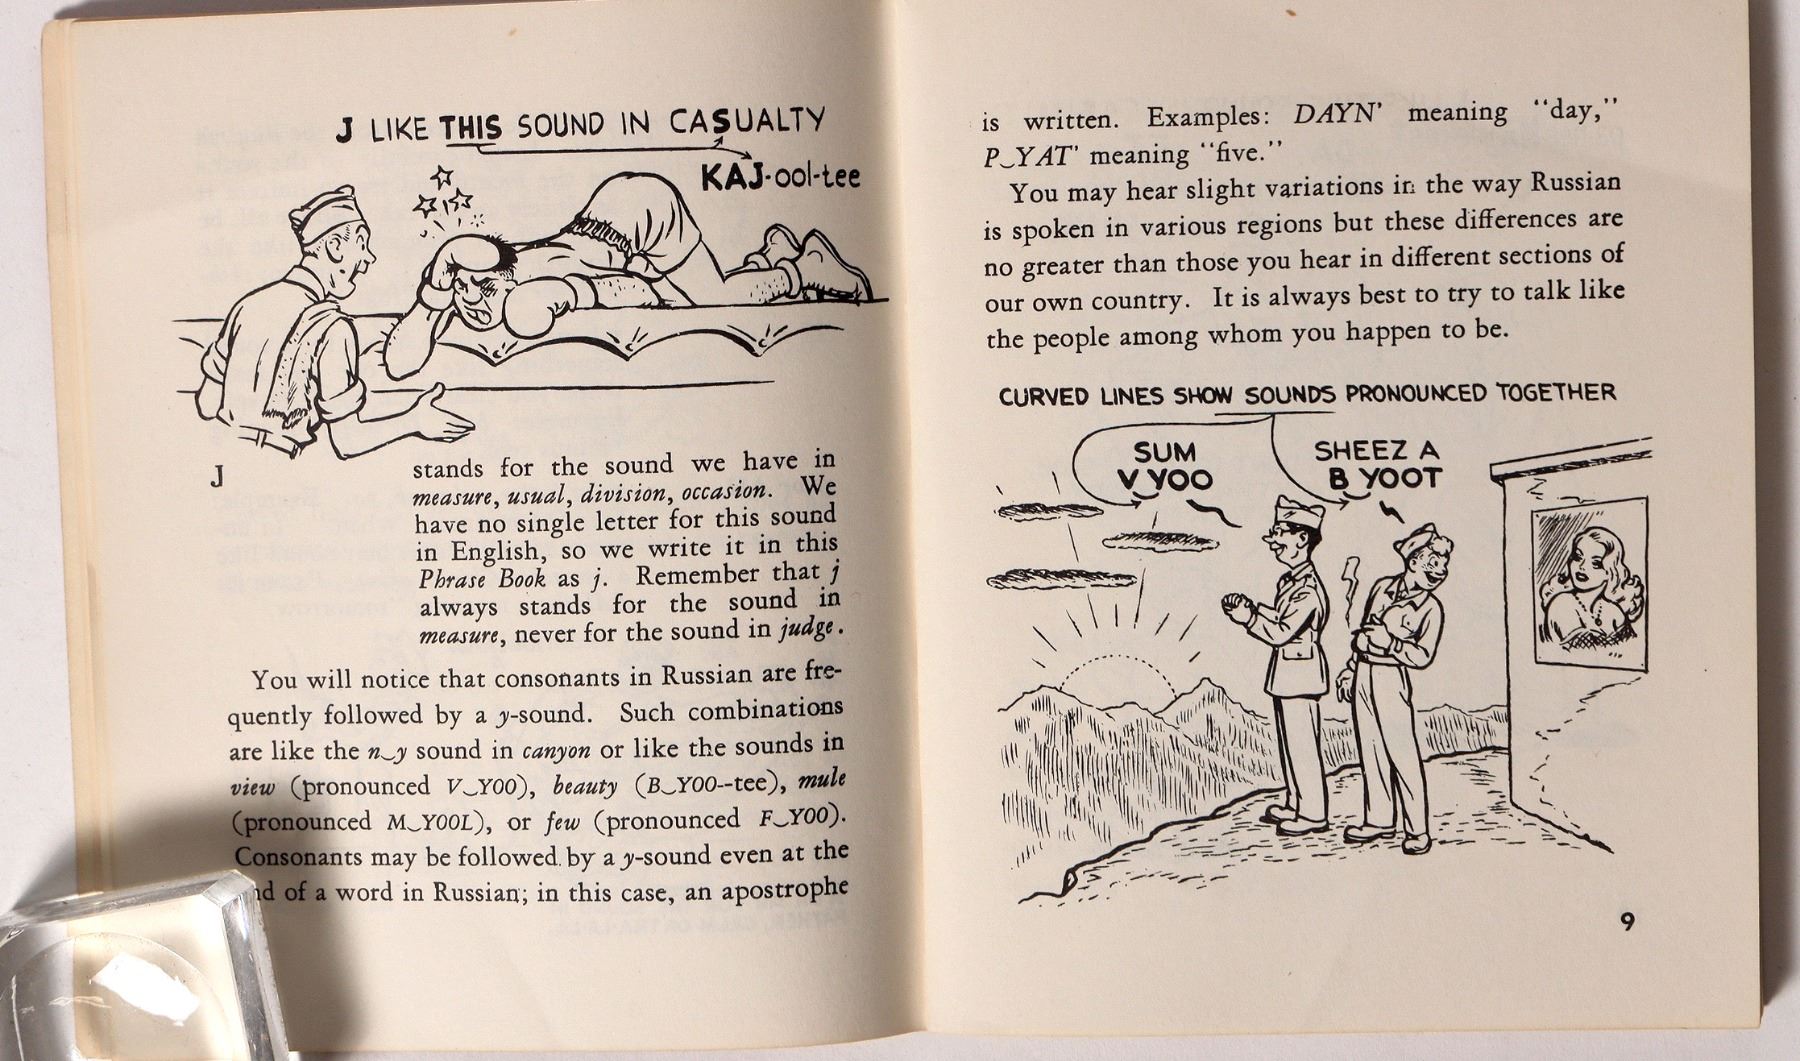 J LIKE THIS SOUND IN CASUALTY
KAJ-ool-tee
J stands for the sound we have in
measure, usual, division, occasion. We
have no single letter for this sound
in English, so we write it in this
Phrase Book as j. Remember that j
always stands for the sound in
measure, never for the sound in judge.
You will notice that consonants in Russian are fre-
quently followed by a y-sound. Such combinations
are like the n‿y sound in canyon or like the sounds in
view (pronounced V‿YOO), beauty (B‿YOO--tee), mule
(pronounced M‿YOOL), or few (pronounced F‿YOO).
Consonants may be followed by a y-sound even at the
nd of a word in Russian; in this case, an apostrophe
is written. Examples: DAYN' meaning "day,"
P‿YAT' meaning "five."
You may hear slight variations in the way Russian
is spoken in various regions but these differences are
no greater than those you hear in different sections of
our own country. It is always best to try to talk like
the people among whom you happen to be.
CURVED LINES SHOW SOUNDS PRONOUNCED TOGETHER
SUM
V‿YOO
SHEEZ A
B‿YOOT
9